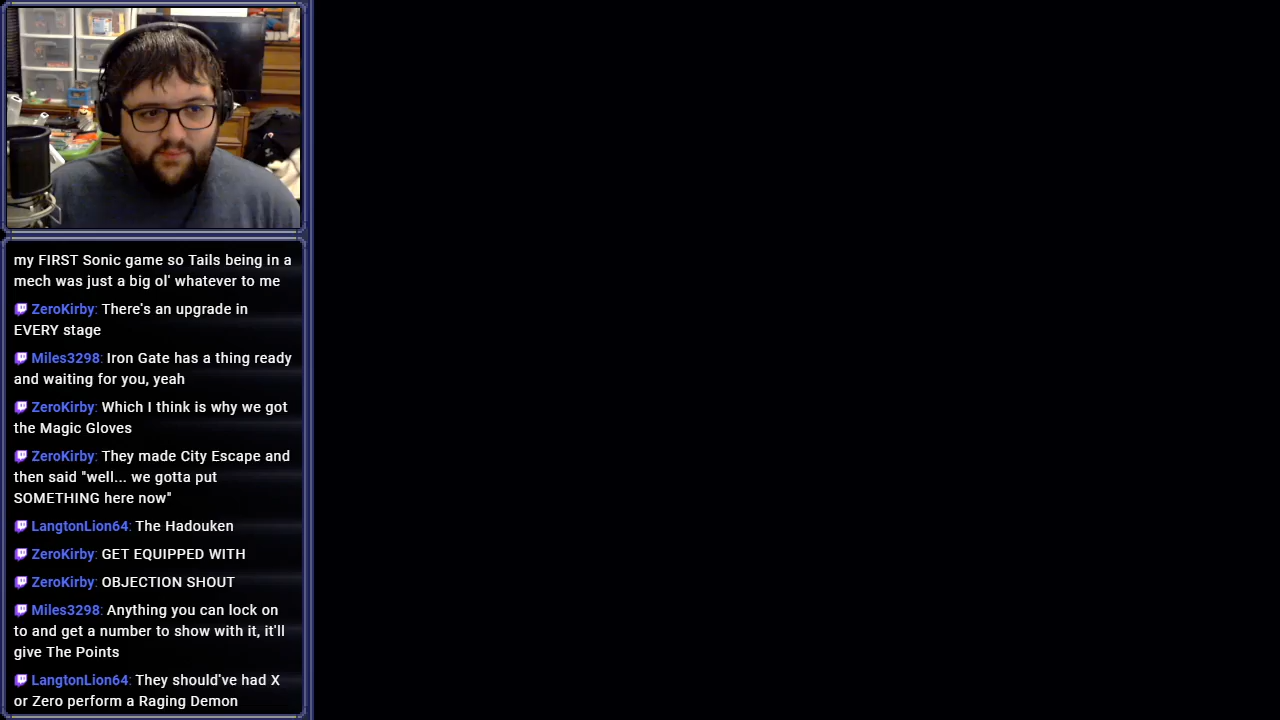 my FIRST Sonic game so Tails being in a
mech was just a big ol' whatever to me
ZeroKirby: There's an upgrade in
EVERY stage
Miles3298: Iron Gate has a thing ready
and waiting for you, yeah
ZeroKirby: Which I think is why we got
the Magic Gloves
ZeroKirby: They made City Escape and
then said "well... we gotta put
SOMETHING here now"
LangtonLion64: The Hadouken
ZeroKirby: GET EQUIPPED WITH
ZeroKirby: OBJECTION SHOUT
Miles3298: Anything you can lock on
to and get a number to show with it, it'll
give The Points
LangtonLion64: They should've had X
or Zero perform a Raging Demon